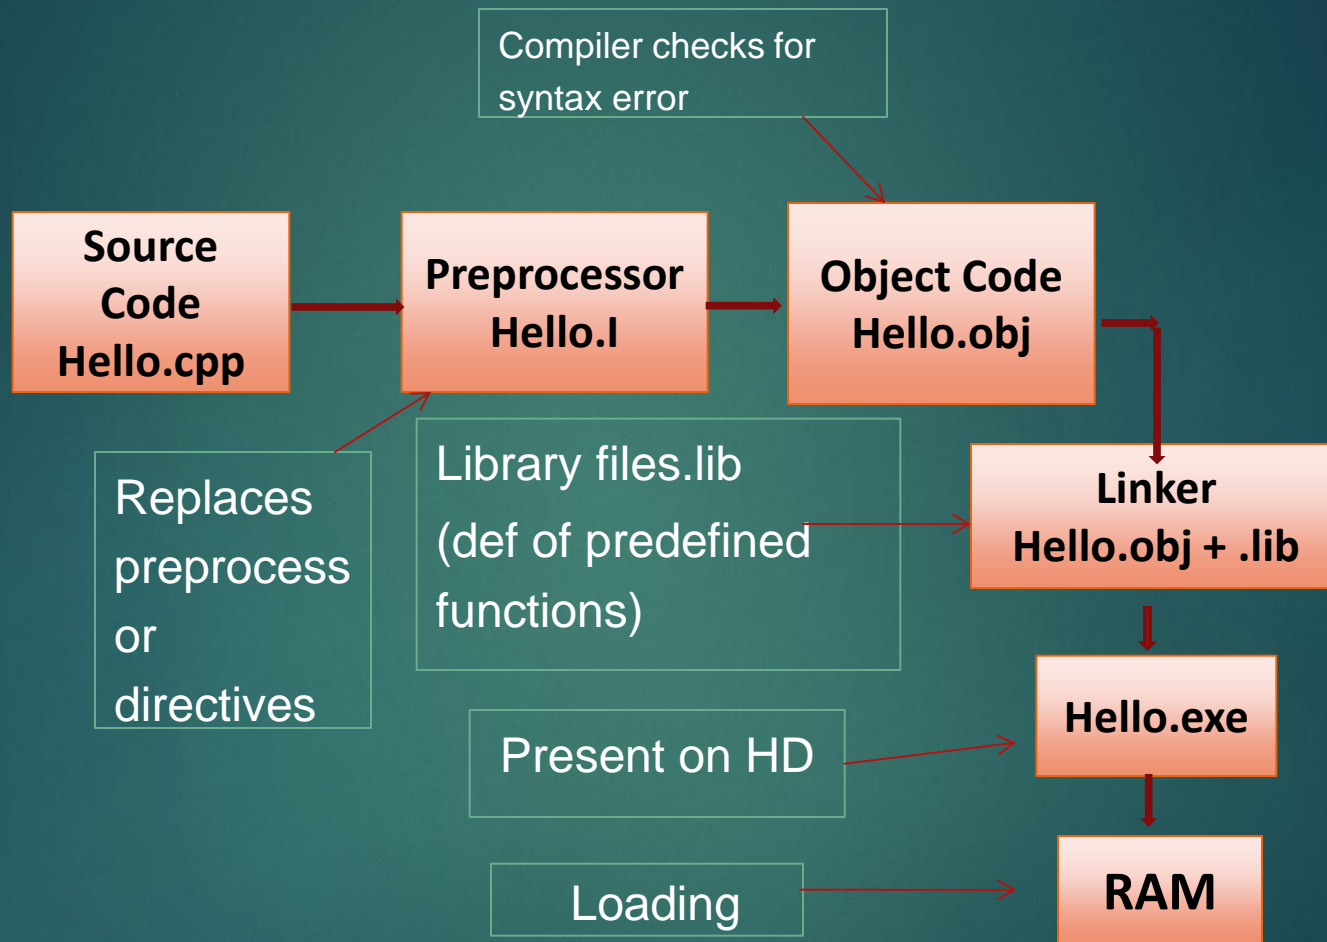 Compiler checks for
syntax error
Source
Code
Hello.cpp
Preprocessor
Hello.I
Object Code
Hello.obj
Replaces
preprocess
or
directives
Library files.lib
(def of predefined
functions)
Linker
Hello.obj + .lib
Present on HD
Hello.exe
Loading
RAM